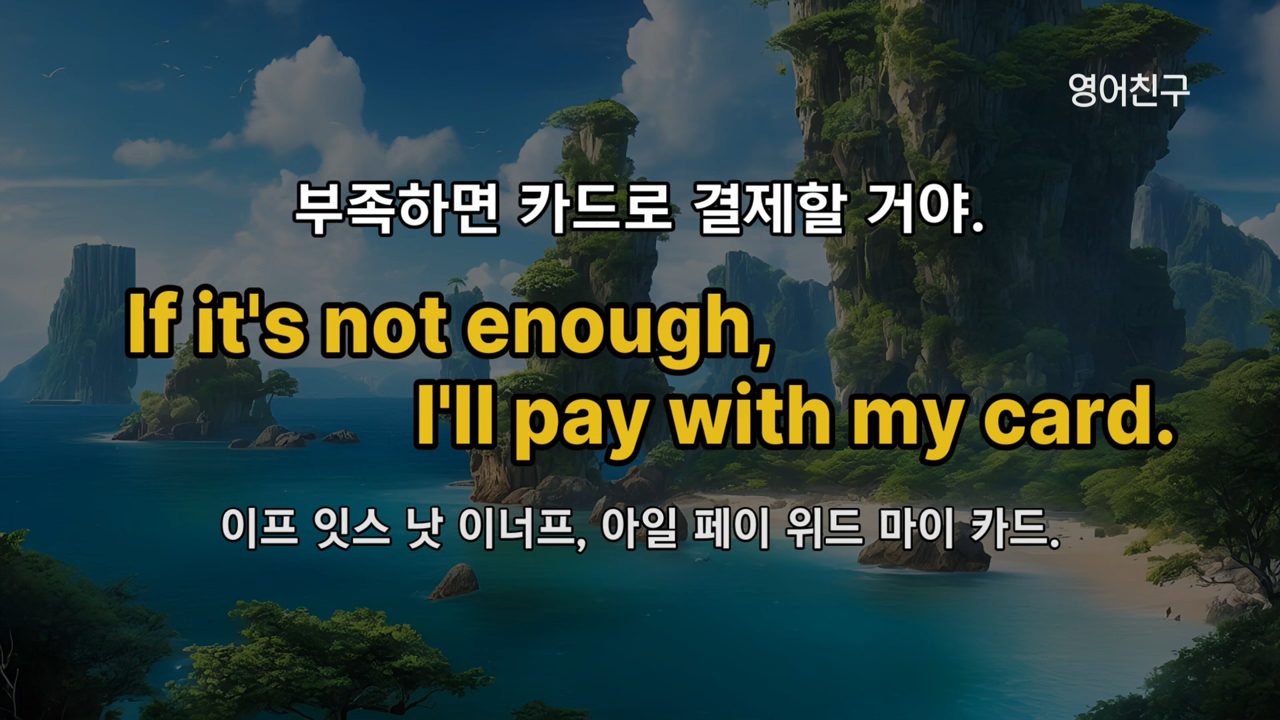 영어친구
부족하면 카드로 결제할 거야.
If it's not enough,
I'll pay with my card.
이프 잇스 낫 이너프, 아일 페이 위드 마이 카드.